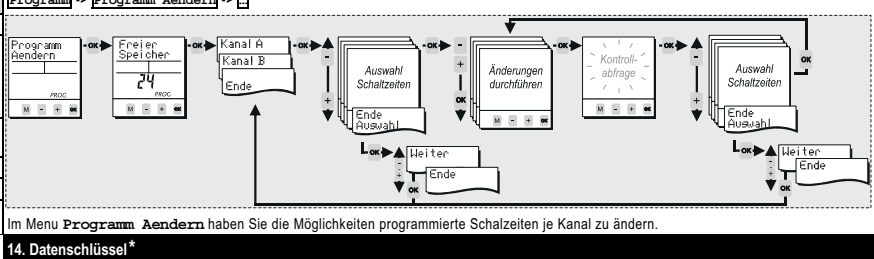 Programm -> Programm Aendern -> …
Programm
Aendern
PROC
M - + OK
OK
Freier
Speicher
24
PROC
M - + OK
OK
Kanal A
Kanal B
Ende
OK
-
+
Auswahl
Schaltzeiten
Ende
Auswahl
OK
-
+
OK
Änderungen
durchführen
M - + OK
OK
Kontroll-
abfrage
M - + OK
OK
-
+
Auswahl
Schaltzeiten
Ende
Auswahl
OK
OK
-
+
OK
Weiter
Ende
OK
-
+
OK
Weiter
Ende
Im Menu Programm Aendern haben Sie die Möglichkeiten programmierte Schalzeiten je Kanal zu ändern.
14. Datenschlüssel*